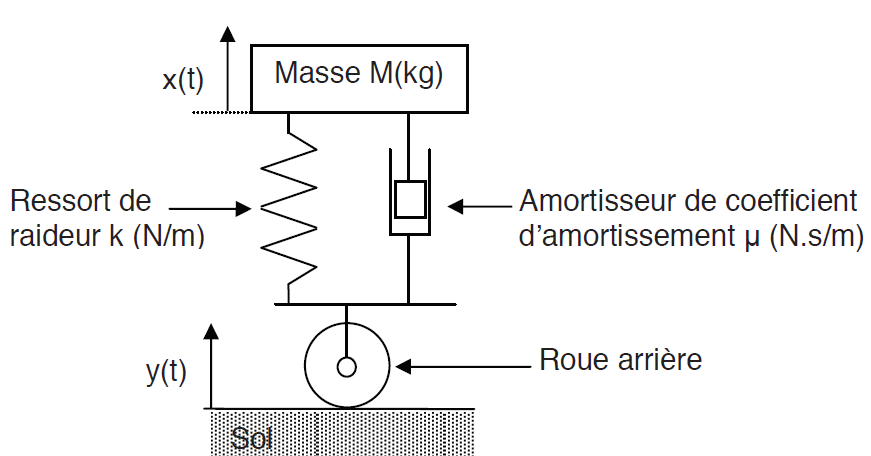 Masse M(kg)
x(t)
Ressort de
raideur k (N/m)
Amortisseur de coefficient
d’amortissement µ (N.s/m)
y(t)
Roue arrière
Sol